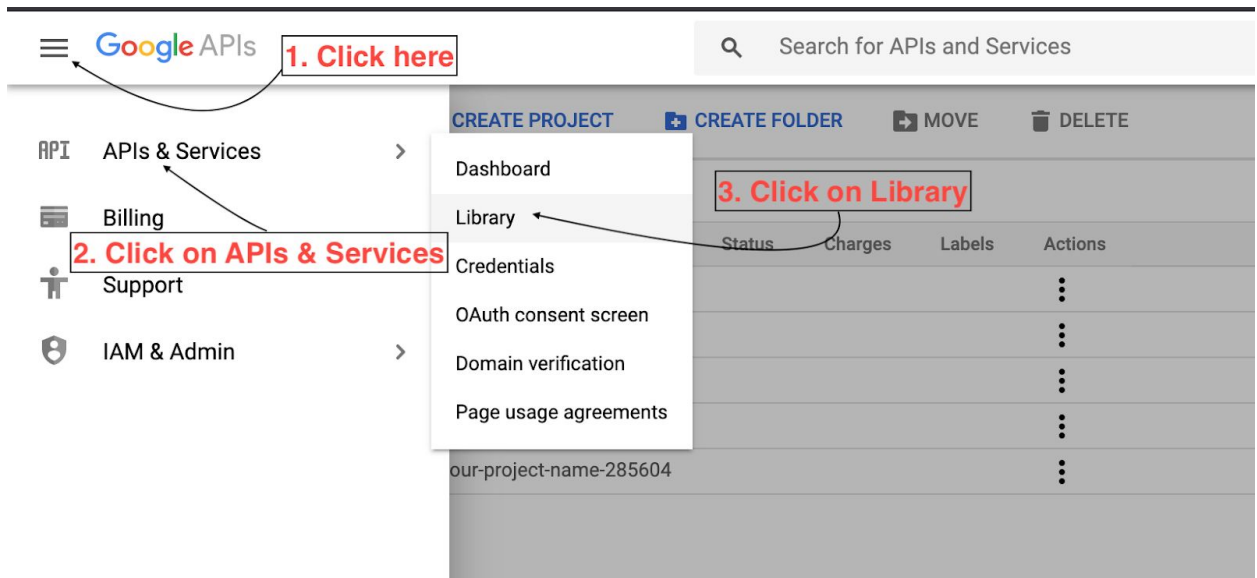 Google APIs
1. Click here
Search for APIs and Services
CREATE PROJECT
CREATE FOLDER
MOVE
DELETE
API
APIs & Services
Dashboard
3. Click on Library
Billing
Library
2. Click on APIs & Services
Status
Charges
Labels
Actions
Credentials
Support
OAuth consent screen
IAM & Admin
Domain verification
Page usage agreements
our-project-name-285604